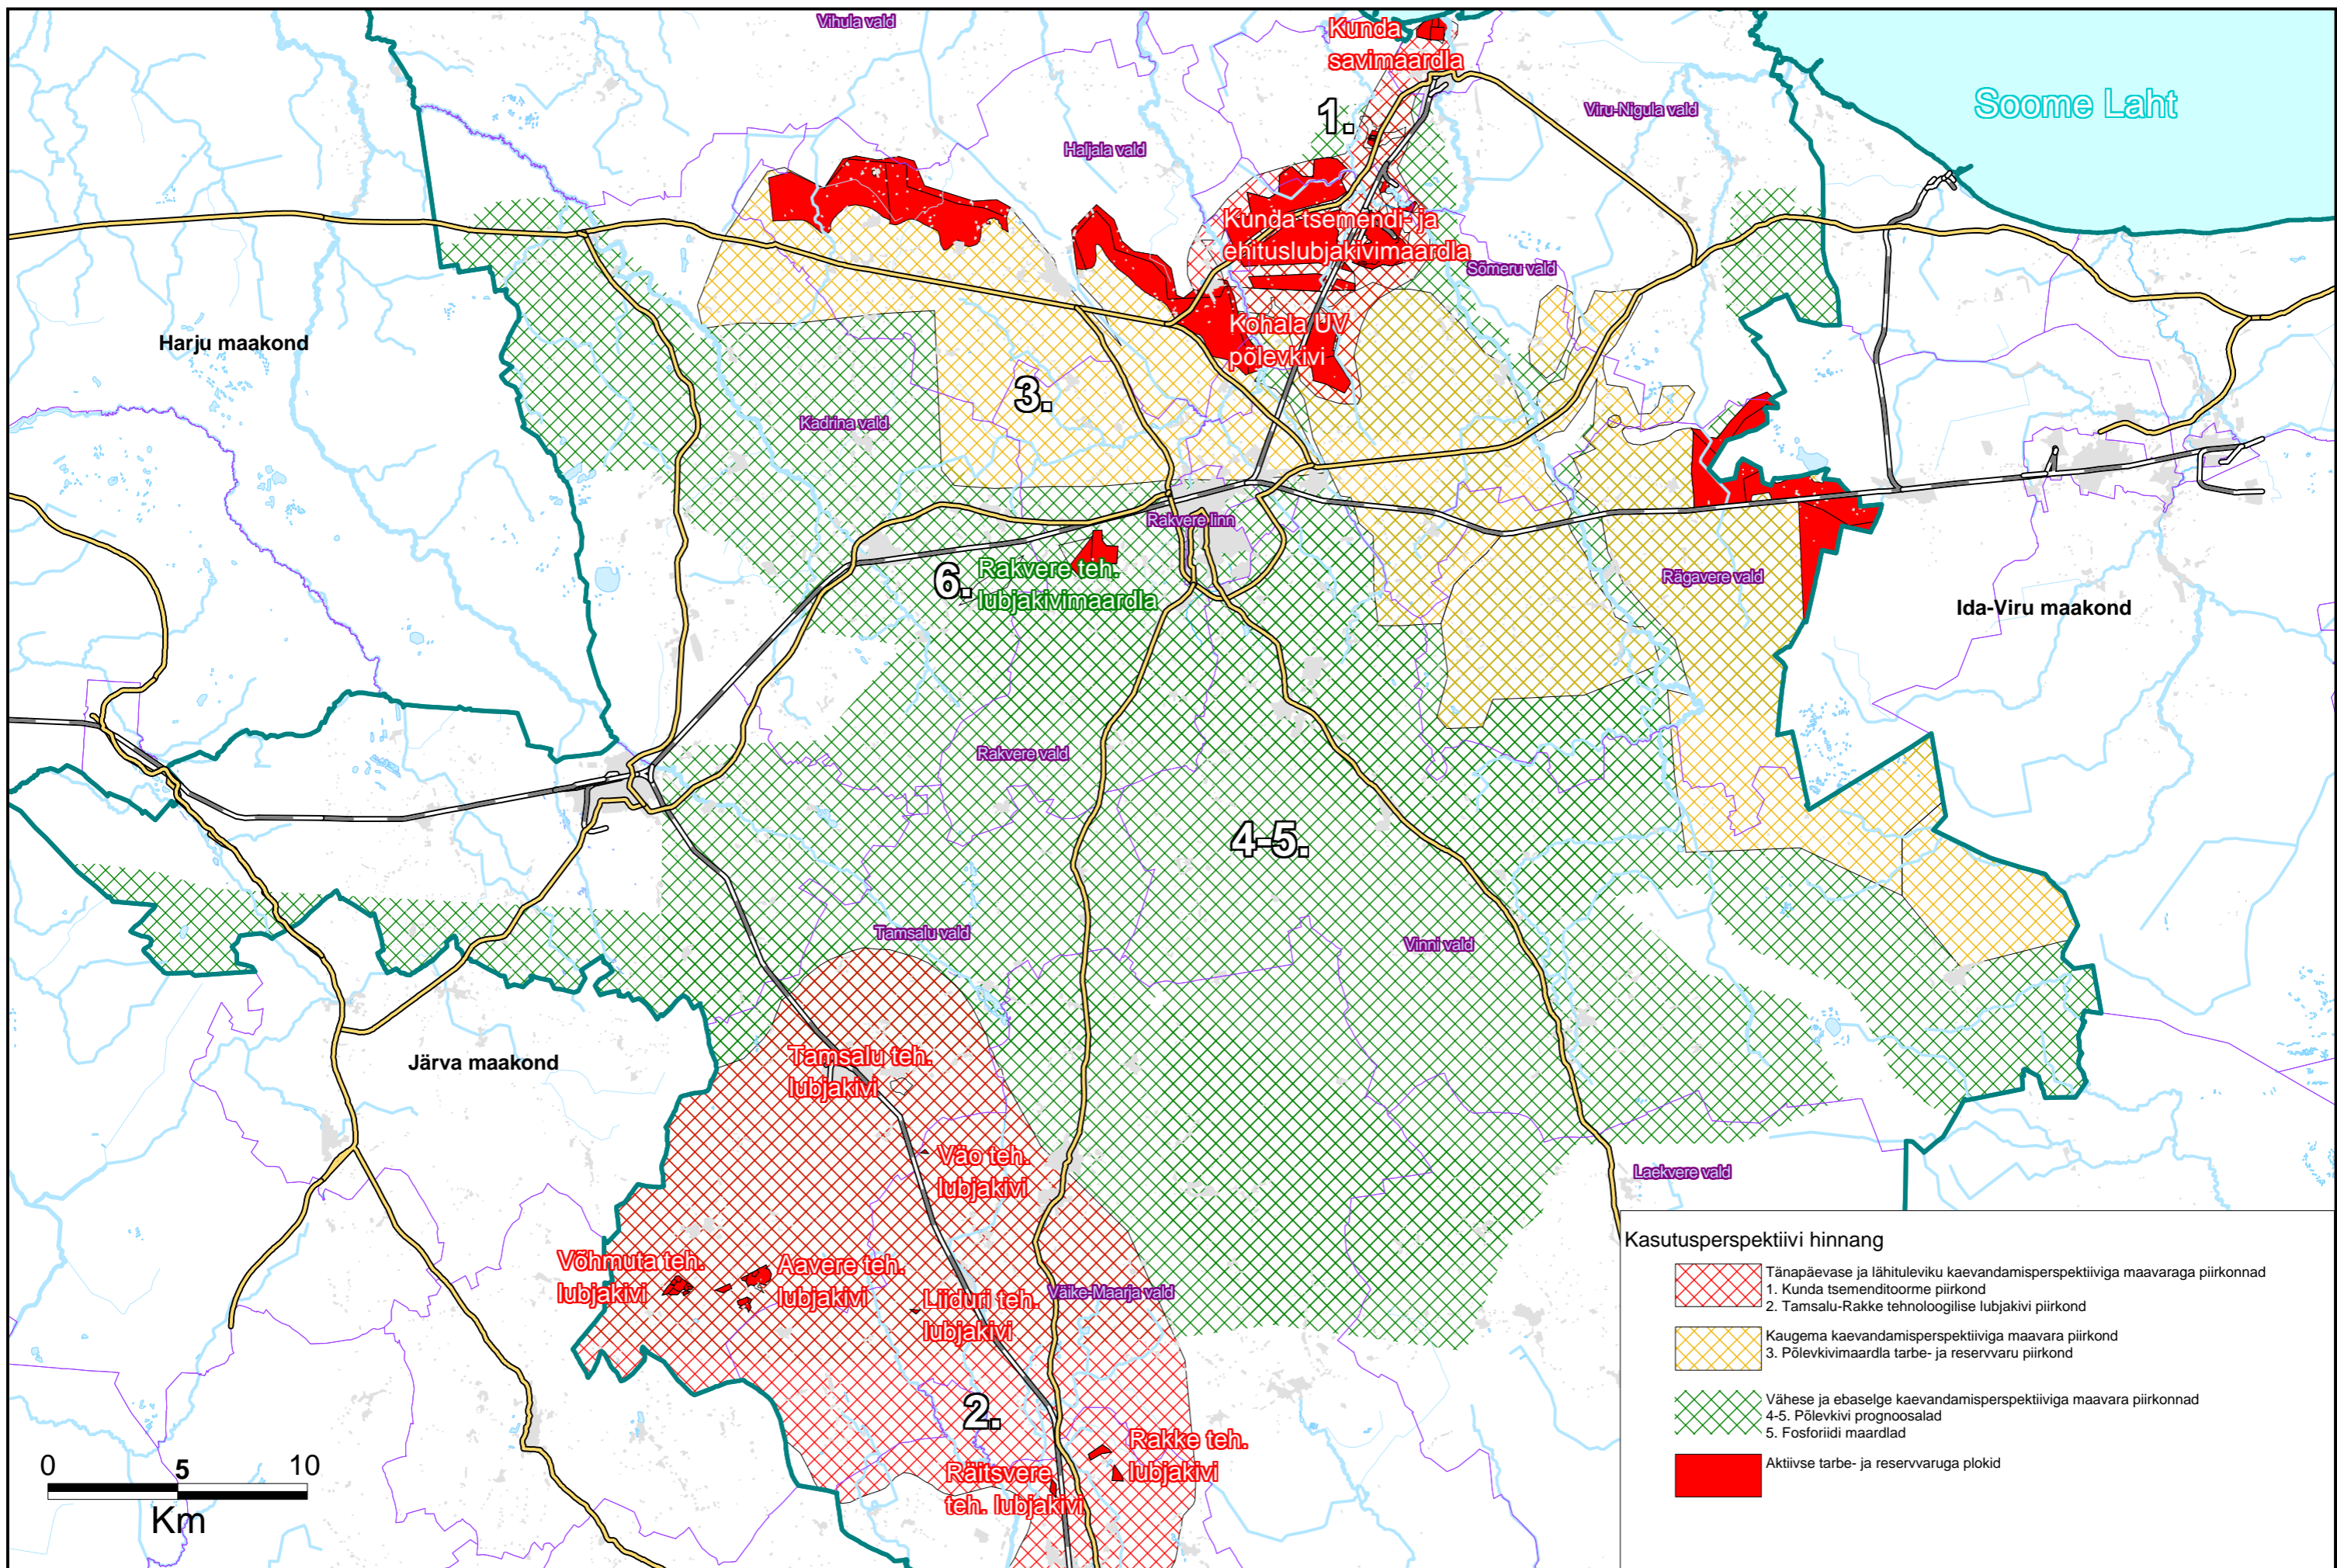 Vihula vald
Kunda
savimaardla
1.
Viru-Nigula vald
Soome Laht
Haljala vald
Kunda tsemendi- ja
ehituslubjakivimaardla
Sõmeru vald
Kohala UV
põlevkivi
Harju maakond
3.
Kadrina vald
Rakvere linn
6.
Rakvere teh.
lubjakivimaardla
Rägavere vald
Ida-Viru maakond
Rakvere vald
4-5.
Tamsalu vald
Vinni vald
Järva maakond
Tamsalu teh.
lubjakivi
Väo teh.
lubjakivi
Laekvere vald
Võhmuta teh.
lubjakivi
Aavere teh.
lubjakivi
Liiduri teh.
lubjakivi
Väike-Maarja vald
2.
Rakke teh.
lubjakivi
Räitsvere
teh. lubjakivi
0 5 10
Km
Kasutusperspektiivi hinnang
Tänapäevase ja lähituleviku kaevandamisperspektiiviga maavaraga piirkonnad
1. Kunda tsemenditoorme piirkond
2. Tamsalu-Rakke tehnoloogilise lubjakivi piirkond
Kaugema kaevandamisperspektiiviga maavara piirkond
3. Põlevkivimaardla tarbe- ja reservvaru piirkond
Vähese ja ebaselge kaevandamisperspektiiviga maavara piirkonnad
4-5. Põlevkivi prognoosalad
5. Fosforiidi maardlad
Aktiivse tarbe- ja reservvaruga plokid